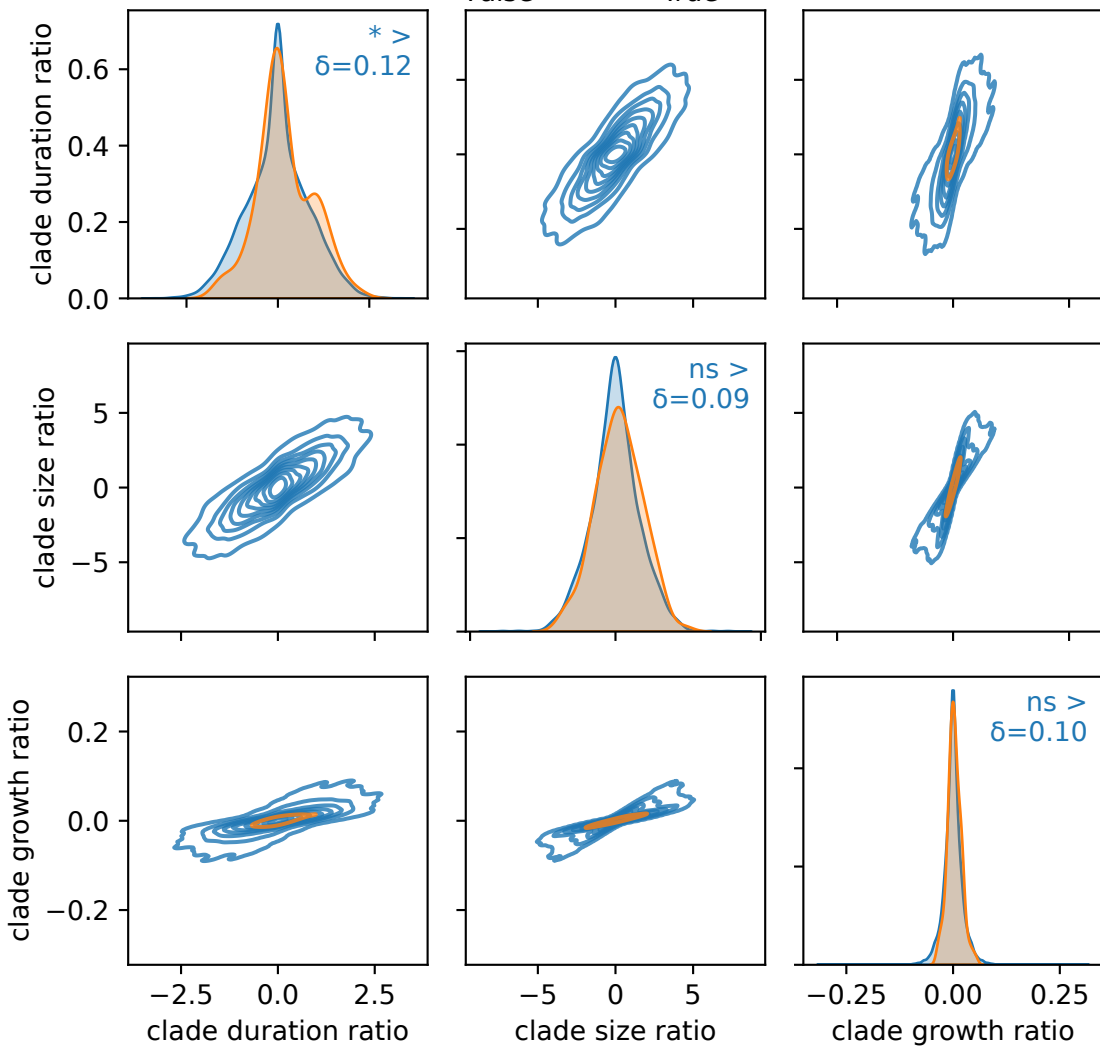 * >
δ=0.12
clade duration ratio
0.6
0.4
0.2
0.0
ns >
δ=0.09
clade size ratio
5
0
−5
ns >
δ=0.10
clade growth ratio
0.2
0.0
−0.2
−2.5 0.0 2.5
−5 0 5
−0.25 0.00 0.25
clade duration ratio
clade size ratio
clade growth ratio